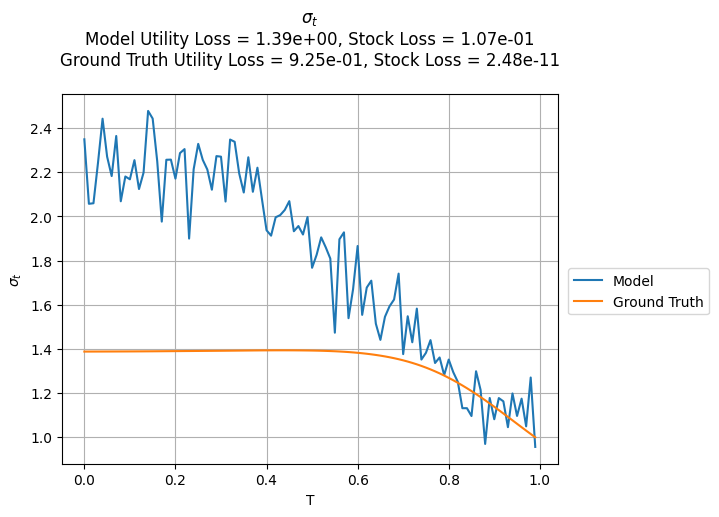 σt
Model Utility Loss = 1.39e+00, Stock Loss = 1.07e-01
Ground Truth Utility Loss = 9.25e-01, Stock Loss = 2.48e-11
2.4
2.2
2.0
1.8
1.6
1.4
1.2
1.0
σt
0.0 0.2 0.4 0.6 0.8 1.0
T
Model
Ground Truth